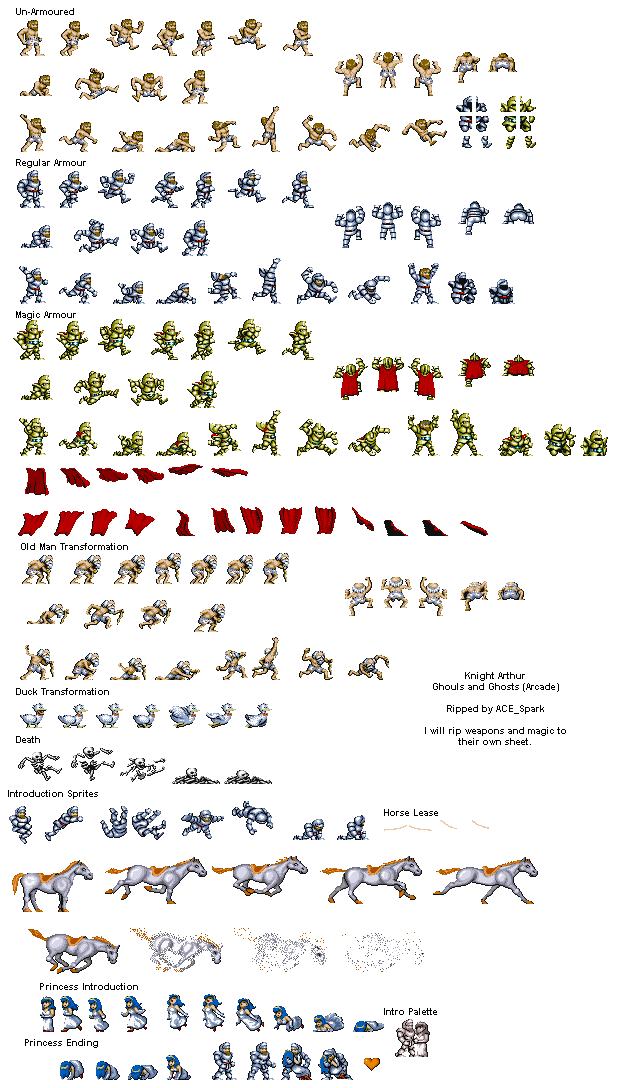 Un-Armoured
Regular Armour
Magic Armour
Old Man Transformation
Knight Arthur
Ghouls and Ghosts (Arcade)
Ripped by ACE_Spark
I will rip weapons and magic to
their own sheet.
Duck Transformation
Death
Introduction Sprites
Horse Lease
Princess Introduction
Intro Palette
Princess Ending